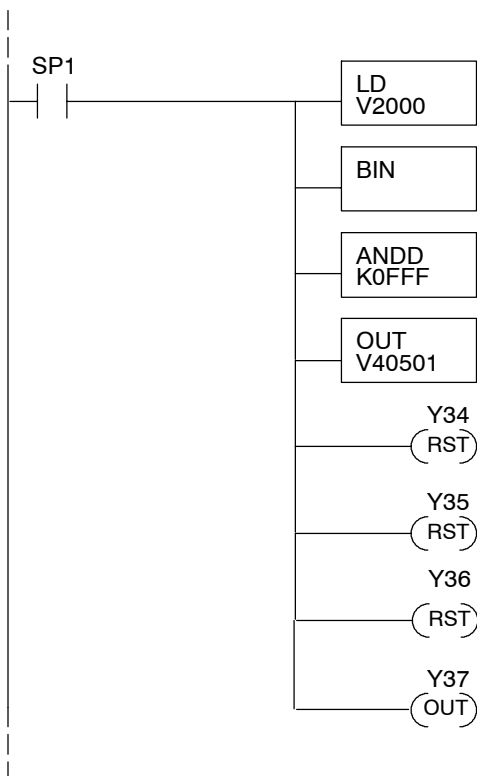 SP1
LD
V2000
BIN
ANDD
K0FFF
OUT
V40501
Y34
RST
Y35
RST
Y36
RST
Y37
OUT